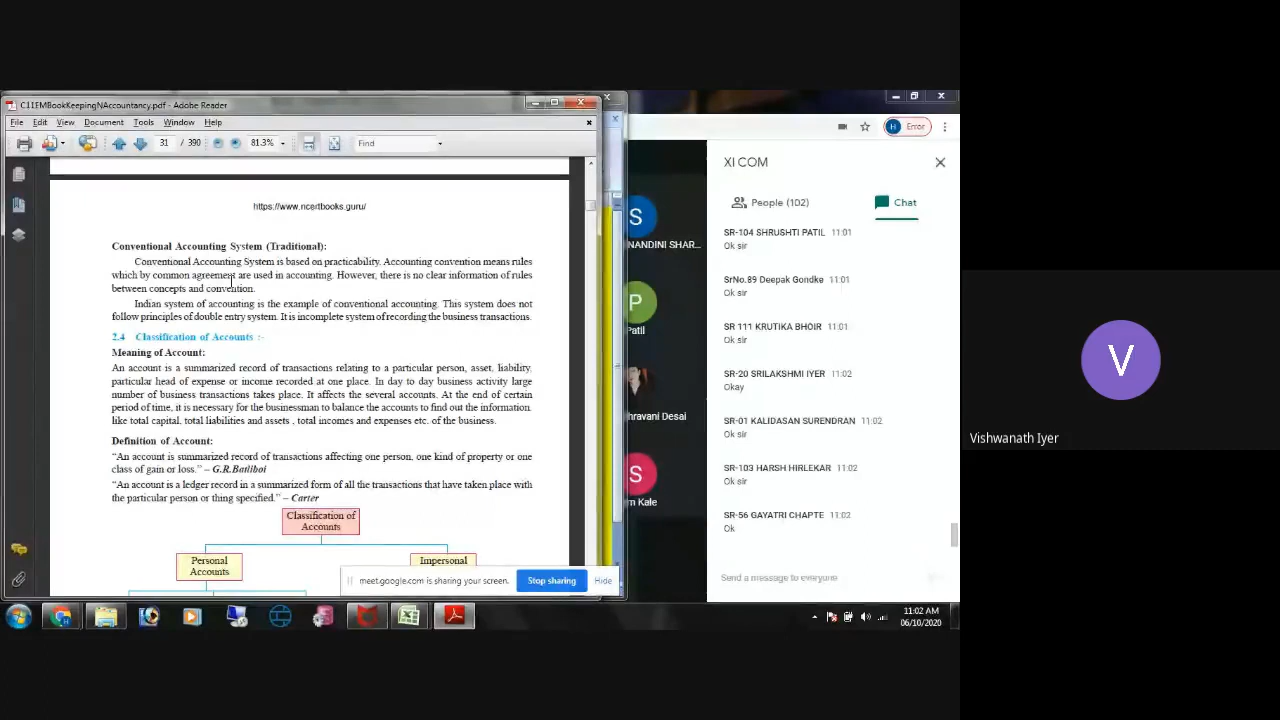 C11EMBookKeepingNAccountancy.pdf - Adobe Reader
File Edit View Document Tools Window Help
31 / 390 81.3% Find
https://www.ncertbooks.guru/
Conventional Accounting System (Traditional):
Conventional Accounting System is based on practicability. Accounting convention means rules
which by common agreement are used in accounting. However, there is no clear information of rules
between concepts and convention.
Indian system of accounting is the example of conventional accounting. This system does not
follow principles of double entry system. It is incomplete system of recording the business transactions.
2.4 Classification of Accounts :-
Meaning of Account:
An account is a summarized record of transactions relating to a particular person, asset, liability,
particular head of expense or income recorded at one place. In day to day business activity large
number of business transactions takes place. It affects the several accounts. At the end of certain
period of time, it is necessary for the businessman to balance the accounts to find out the information
like total capital, total liabilities and assets , total incomes and expenses etc. of the business.
Definition of Account:
“An account is summarized record of transactions affecting one person, one kind of property or one
class of gain or loss.” – G.R.Batliboi
“An account is a ledger record in a summarized form of all the transactions that have taken place with
the particular person or thing specified.” – Carter
Classification of
Accounts
Personal
Accounts
Impersonal
meet.google.com is sharing your screen. Stop sharing Hide
S
NANDINI SHAR...
P
Patil
hravani Desai
S
m Kale
H Error
XI COM
People (102) Chat
SR-104 SHRUSHTI PATIL 11:01
Ok sir
SrNo.89 Deepak Gondke 11:01
Ok sir
SR 111 KRUTIKA BHOIR 11:01
Ok sir
SR-20 SRILAKSHMI IYER 11:02
Okay
SR-01 KALIDASAN SURENDRAN 11:02
Ok sir
SR-103 HARSH HIRLEKAR 11:02
Ok sir
SR-56 GAYATRI CHAPTE 11:02
Ok
Send a message to everyone
11:02 AM
06/10/2020
V
Vishwanath Iyer